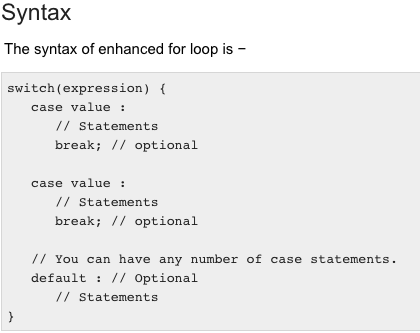 Syntax
The syntax of enhanced for loop is −
switch(expression) {
   case value :
      // Statements
      break; // optional

   case value :
      // Statements
      break; // optional

   // You can have any number of case statements.
   default : // Optional
      // Statements
}